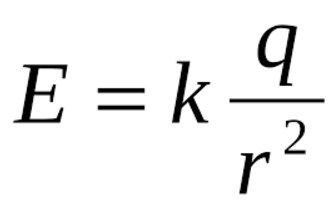 E = k q / r²